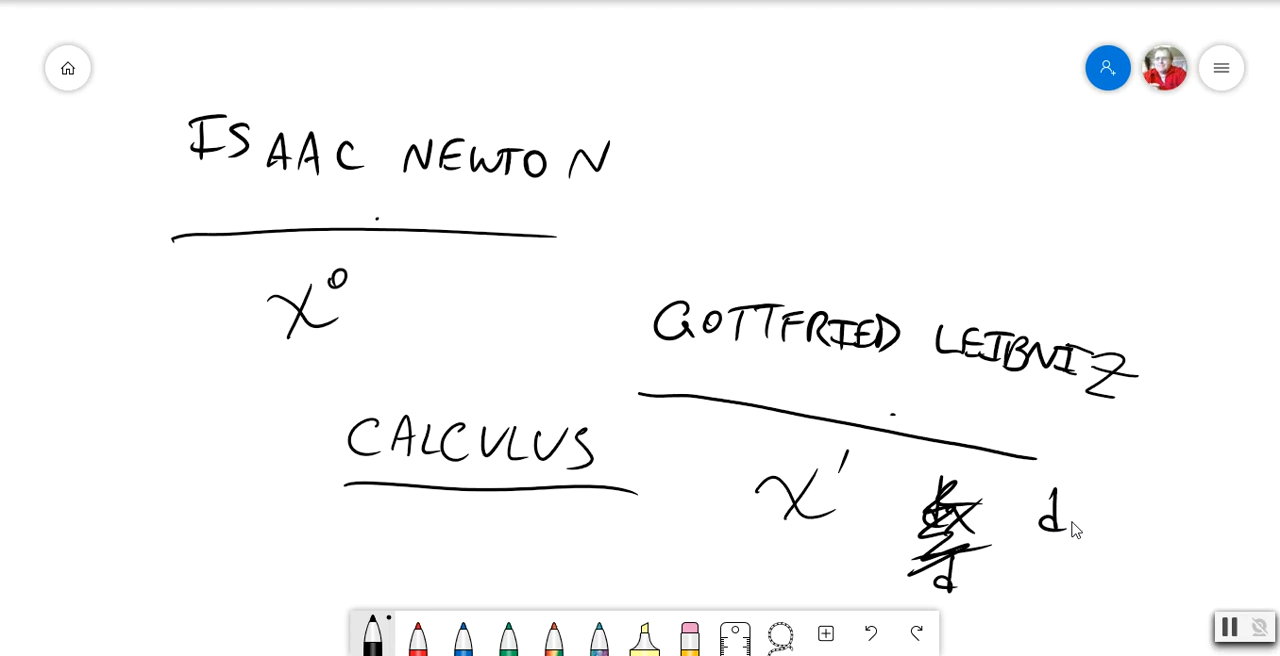 ISAAC NEWTON
x°
GOTTFRIED LEIBNIZ
CALCULUS
x'
d
d